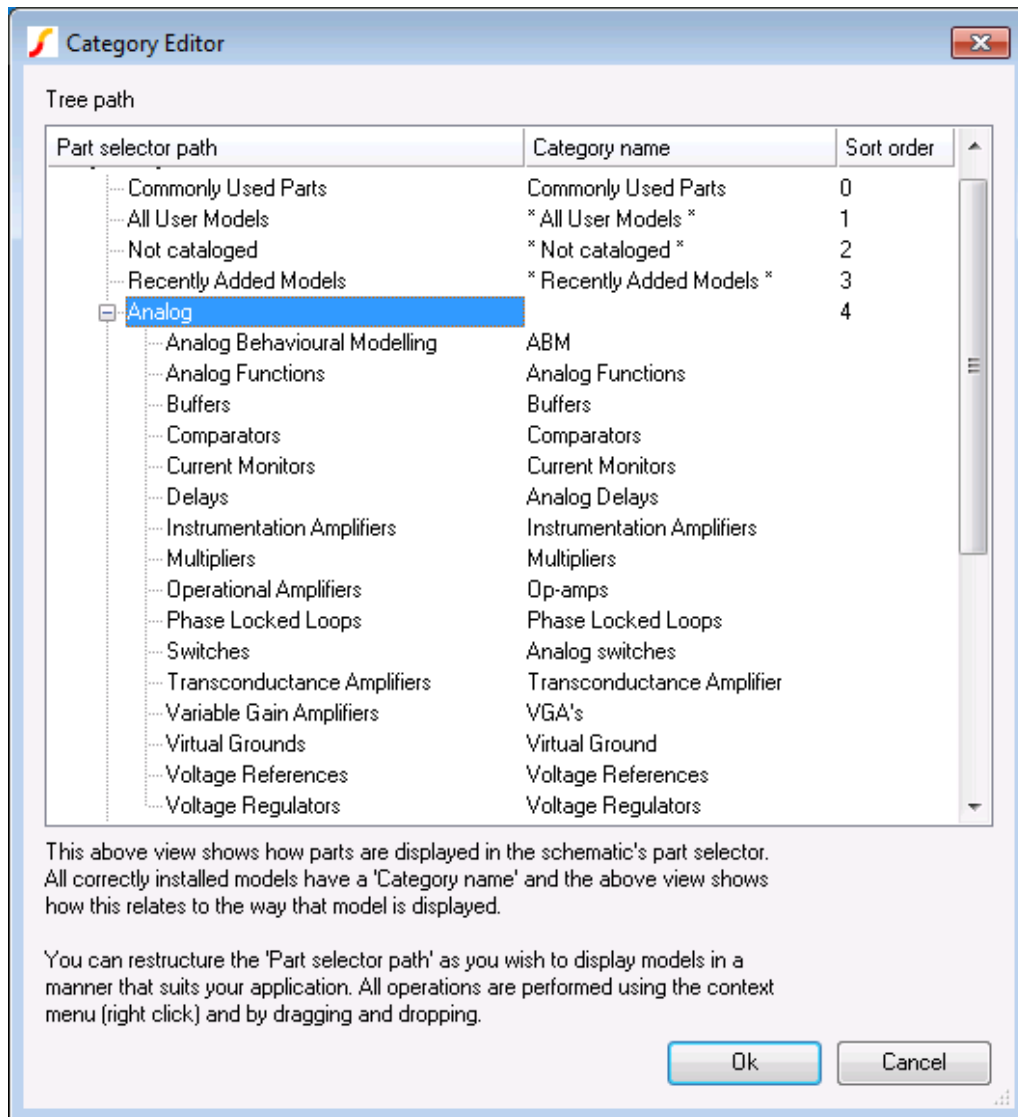 Category Editor
Tree path
Part selector path Category name Sort order
Commonly Used Parts Commonly Used Parts 0
All User Models * All User Models * 1
Not cataloged * Not cataloged * 2
Recently Added Models * Recently Added Models * 3
Analog 4
Analog Behavioural Modelling ABM
Analog Functions Analog Functions
Buffers Buffers
Comparators Comparators
Current Monitors Current Monitors
Delays Analog Delays
Instrumentation Amplifiers Instrumentation Amplifiers
Multipliers Multipliers
Operational Amplifiers Op-amps
Phase Locked Loops Phase Locked Loops
Switches Analog switches
Transconductance Amplifiers Transconductance Amplifier
Variable Gain Amplifiers VGA's
Virtual Grounds Virtual Ground
Voltage References Voltage References
Voltage Regulators Voltage Regulators
This above view shows how parts are displayed in the schematic's part selector.
All correctly installed models have a 'Category name' and the above view shows
how this relates to the way that model is displayed.
You can restructure the 'Part selector path' as you wish to display models in a
manner that suits your application. All operations are performed using the context
menu (right click) and by dragging and dropping.
Ok Cancel